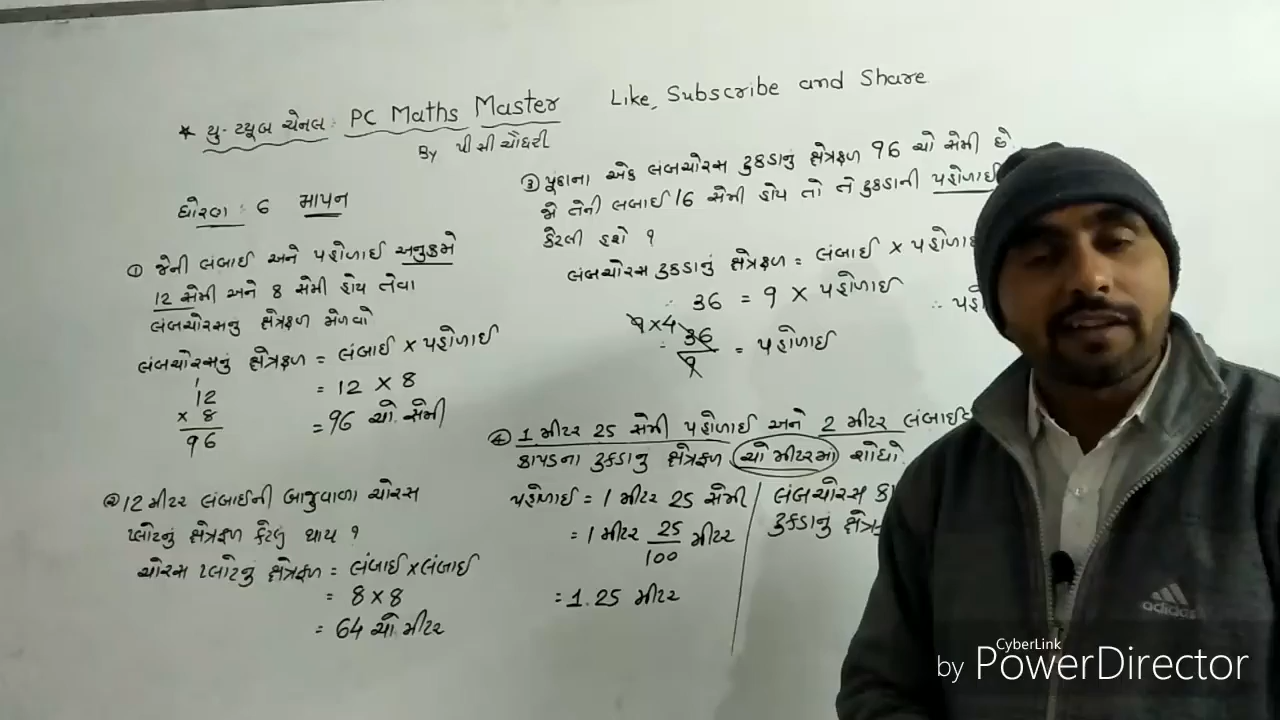 * યુ-ટ્યૂબ ચેનલ: PC Maths Master Like, Subscribe and Share
By પી સી ચૌધરી
ધોરણ : 6 માપન
① જેની લંબાઈ અને પહોળાઈ અનુક્રમે
12 સેમી અને 8 સેમી હોય તેવા
લંબચોરસનું ક્ષેત્રફળ મેળવો
લંબચોરસનું ક્ષેત્રફળ = લંબાઈ × પહોળાઈ
= 12 × 8
= 96 ચો. સેમી
1
12
× 8
96
② 12 મીટર લંબાઈની બાજુવાળા ચોરસ
પ્લોટનું ક્ષેત્રફળ કેટલું થાય ?
ચોરસ પ્લોટનું ક્ષેત્રફળ = લંબાઈ × લંબાઈ
= 8 × 8
= 64 ચો. મીટર
③ પૂઠાના એક લંબચોરસ ટુકડાનું ક્ષેત્રફળ 96 ચો સેમી છે.
જો તેની લબાઈ 16 સેમી હોય તો તે ટુકડાની પહોળાઈ
કેટલી હશે ?
લંબચોરસ ટુકડાનું ક્ષેત્રફળ = લંબાઈ × પહોળાઈ
∴ 36 = 9 × પહોળાઈ
9×4
∴ 36/9 = પહોળાઈ
④ 1 મીટર 25 સેમી પહોળાઈ અને 2 મીટર
કાપડના ટુકડાનુ ક્ષેત્રફળ ચો મીટરમાં શોધો.
પહોળાઈ = 1 મીટર 25 સેમી
= 1 મીટર 25/100 મીટર
= 1.25 મીટર
લંબચોરસ
ટુકડાનું
adidas
CyberLink
by PowerDirector